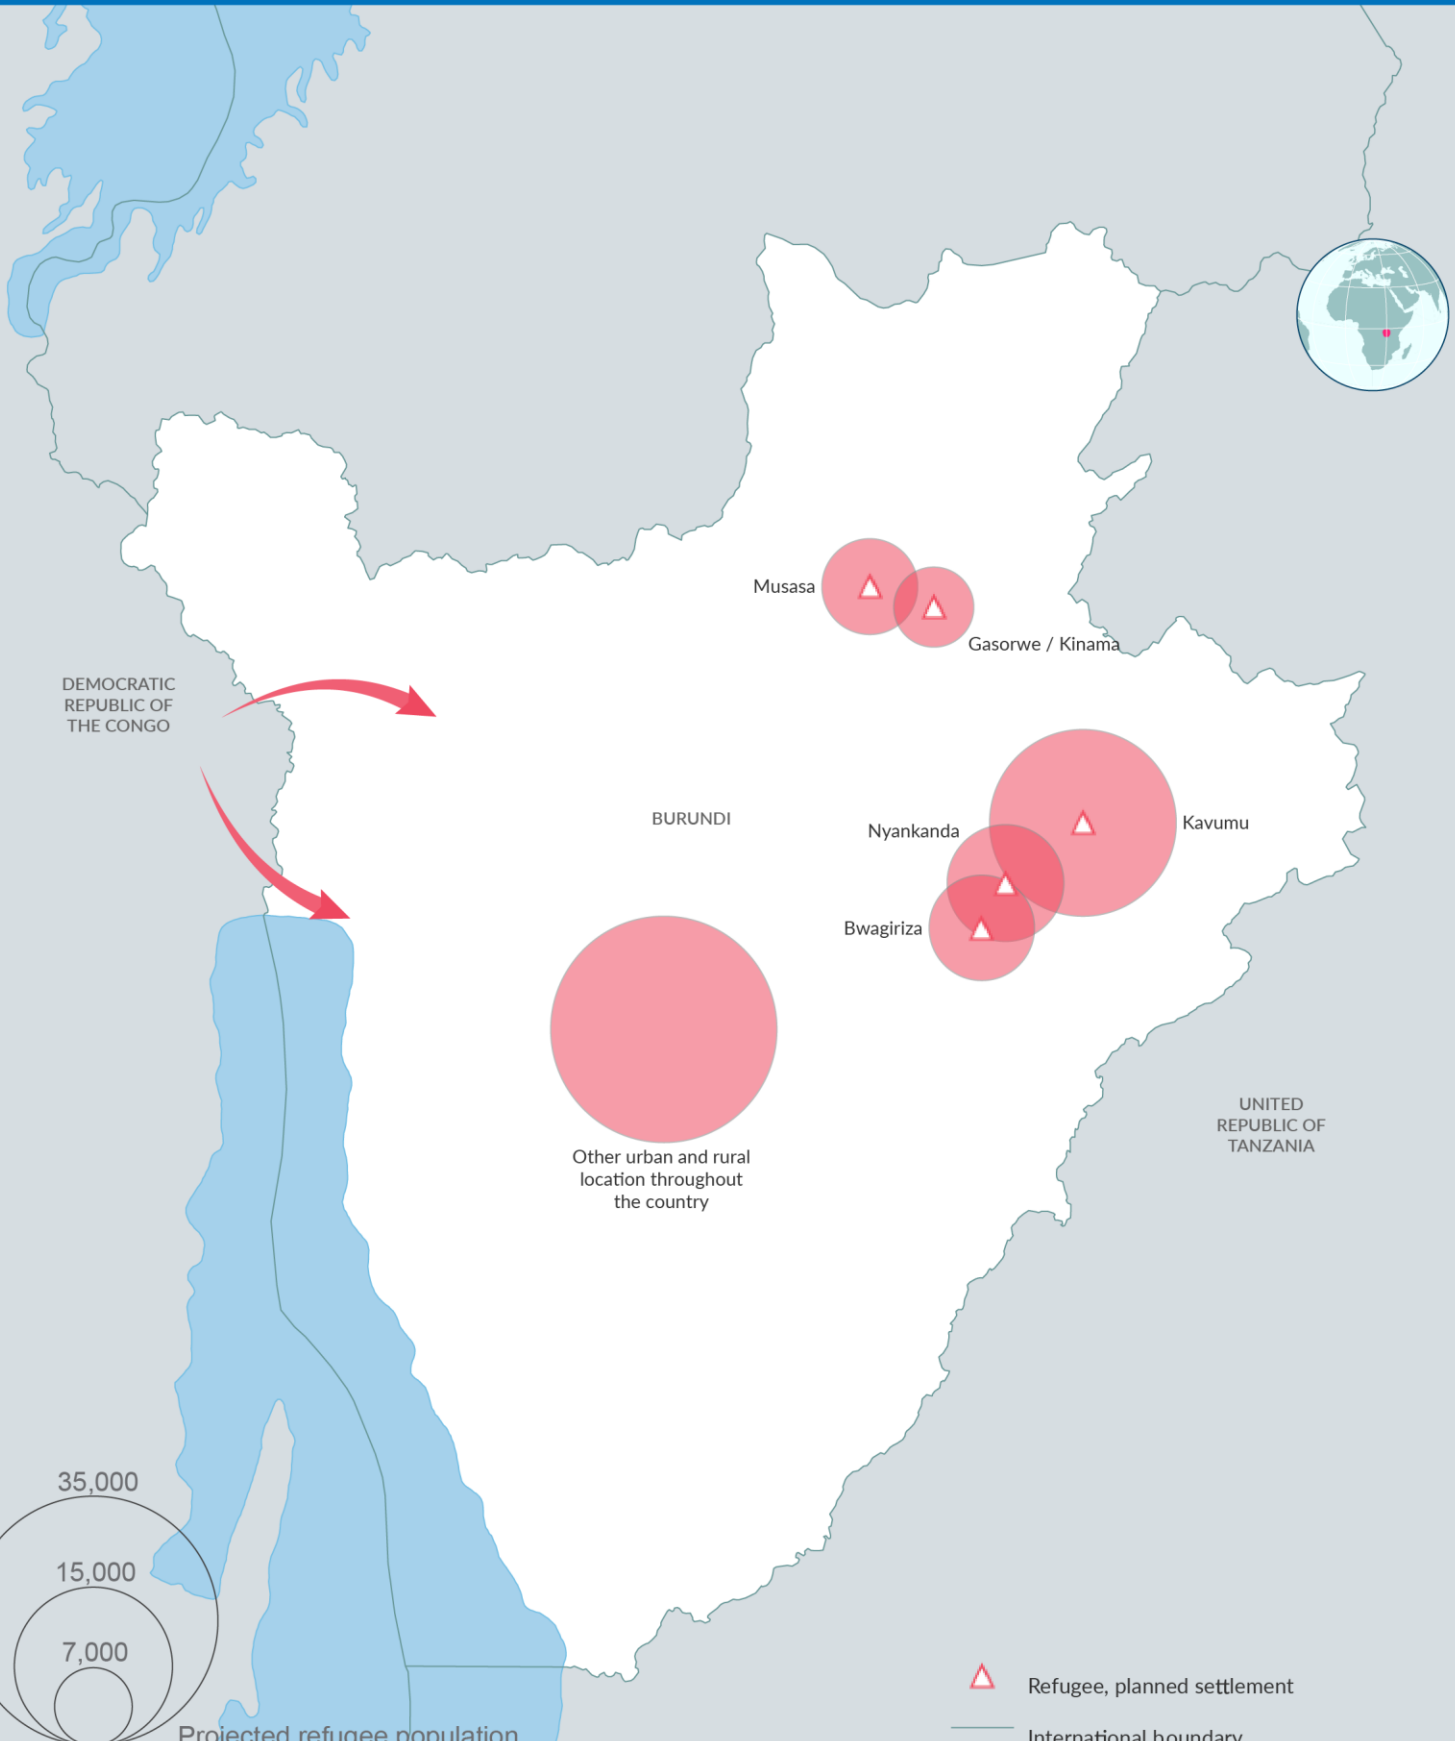 Musasa
Gasorwe / Kinama
DEMOCRATIC
REPUBLIC OF
THE CONGO
BURUNDI
Nyankanda
Kavumu
Bwagiriza
Other urban and rural
location throughout
the country
UNITED
REPUBLIC OF
TANZANIA
35,000
15,000
7,000
Projected refugee population
Refugee, planned settlement
International boundary